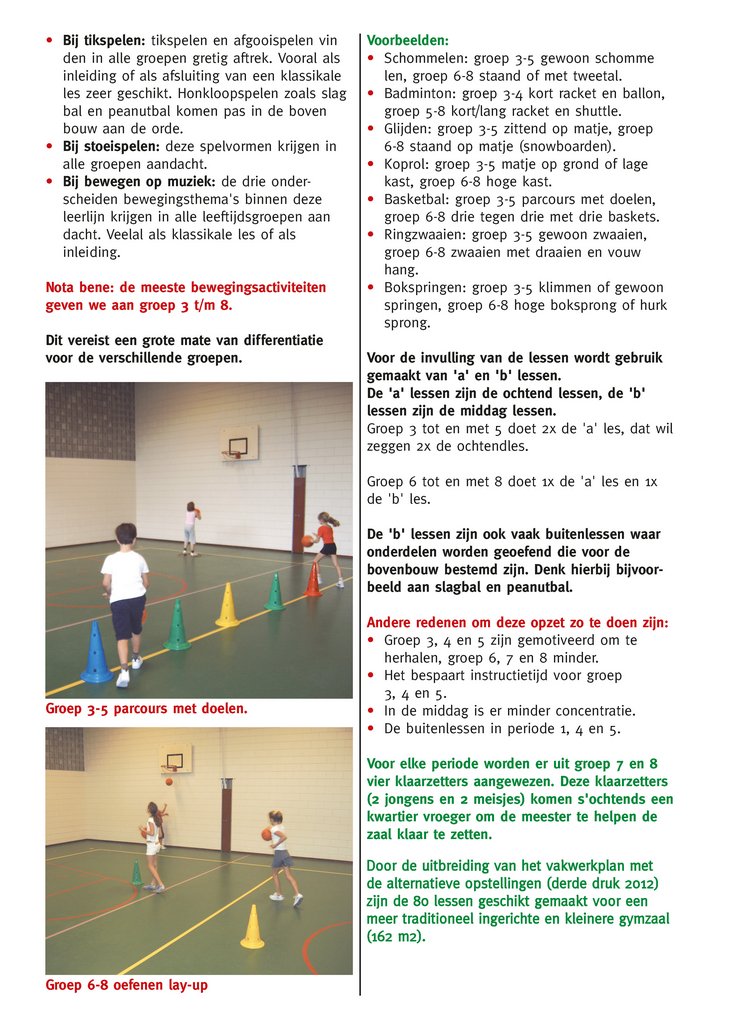 • Bij tikspelen: tikspelen en afgooispelen vin
den in alle groepen gretig aftrek. Vooral als
inleiding of als afsluiting van een klassikale
les zeer geschikt. Honkloopspelen zoals slag
bal en peanutbal komen pas in de boven
bouw aan de orde.
• Bij stoeispelen: deze spelvormen krijgen in
alle groepen aandacht.
• Bij bewegen op muziek: de drie onder-
scheiden bewegingsthema's binnen deze
leerlijn krijgen in alle leeftijdsgroepen aan
dacht. Veelal als klassikale les of als
inleiding.
Nota bene: de meeste bewegingsactiviteiten
geven we aan groep 3 t/m 8.
Dit vereist een grote mate van differentiatie
voor de verschillende groepen.
Groep 3-5 parcours met doelen.
Groep 6-8 oefenen lay-up
Voorbeelden:
• Schommelen: groep 3-5 gewoon schomme
len, groep 6-8 staand of met tweetal.
• Badminton: groep 3-4 kort racket en ballon,
groep 5-8 kort/lang racket en shuttle.
• Glijden: groep 3-5 zittend op matje, groep
6-8 staand op matje (snowboarden).
• Koprol: groep 3-5 matje op grond of lage
kast, groep 6-8 hoge kast.
• Basketbal: groep 3-5 parcours met doelen,
groep 6-8 drie tegen drie met drie baskets.
• Ringzwaaien: groep 3-5 gewoon zwaaien,
groep 6-8 zwaaien met draaien en vouw
hang.
• Bokspringen: groep 3-5 klimmen of gewoon
springen, groep 6-8 hoge boksprong of hurk
sprong.
Voor de invulling van de lessen wordt gebruik
gemaakt van 'a' en 'b' lessen.
De 'a' lessen zijn de ochtend lessen, de 'b'
lessen zijn de middag lessen.
Groep 3 tot en met 5 doet 2x de 'a' les, dat wil
zeggen 2x de ochtendles.
Groep 6 tot en met 8 doet 1x de 'a' les en 1x
de 'b' les.
De 'b' lessen zijn ook vaak buitenlessen waar
onderdelen worden geoefend die voor de
bovenbouw bestemd zijn. Denk hierbij bijvoor-
beeld aan slagbal en peanutbal.
Andere redenen om deze opzet zo te doen zijn:
• Groep 3, 4 en 5 zijn gemotiveerd om te
herhalen, groep 6, 7 en 8 minder.
• Het bespaart instructietijd voor groep
3, 4 en 5.
• In de middag is er minder concentratie.
• De buitenlessen in periode 1, 4 en 5.
Voor elke periode worden er uit groep 7 en 8
vier klaarzetters aangewezen. Deze klaarzetters
(2 jongens en 2 meisjes) komen s'ochtends een
kwartier vroeger om de meester te helpen de
zaal klaar te zetten.
Door de uitbreiding van het vakwerkplan met
de alternatieve opstellingen (derde druk 2012)
zijn de 80 lessen geschikt gemaakt voor een
meer traditioneel ingerichte en kleinere gymzaal
(162 m2).